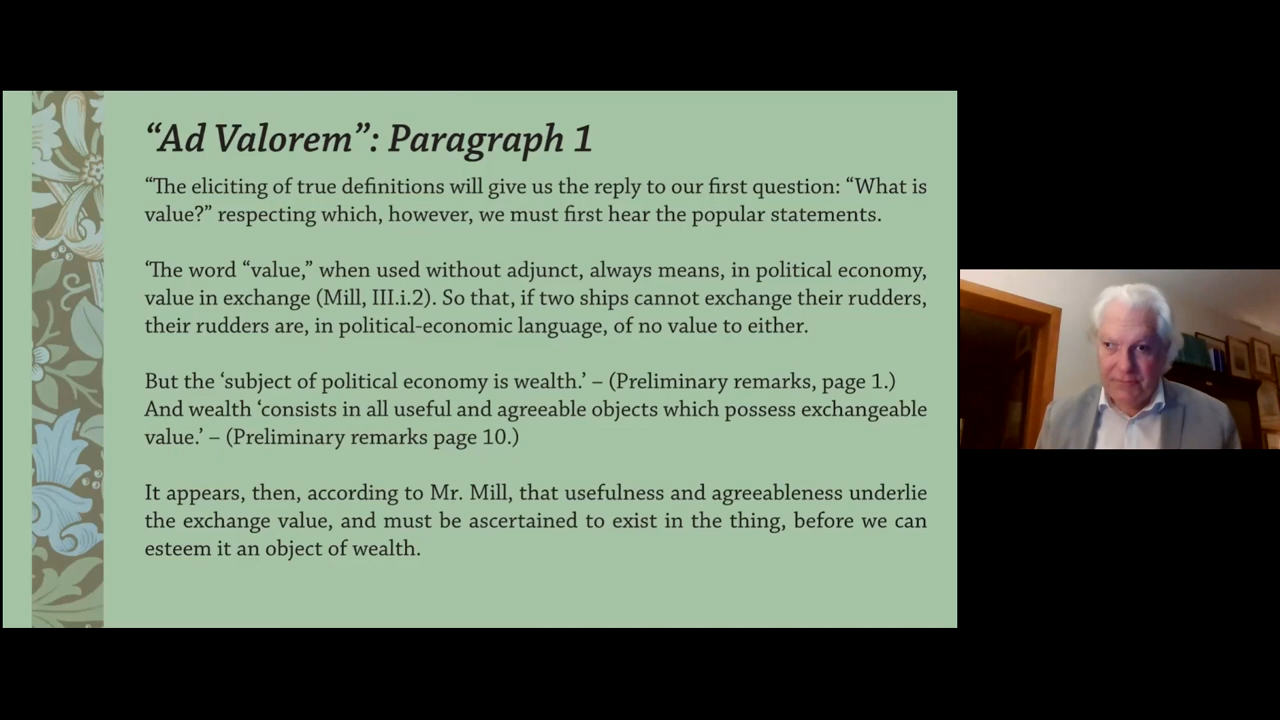 “Ad Valorem”: Paragraph 1
“The eliciting of true definitions will give us the reply to our first question: “What is
value?” respecting which, however, we must first hear the popular statements.
‘The word “value,” when used without adjunct, always means, in political economy,
value in exchange (Mill, III.i.2). So that, if two ships cannot exchange their rudders,
their rudders are, in political-economic language, of no value to either.
But the ‘subject of political economy is wealth.’ – (Preliminary remarks, page 1.)
And wealth ‘consists in all useful and agreeable objects which possess exchangeable
value.’ – (Preliminary remarks page 10.)
It appears, then, according to Mr. Mill, that usefulness and agreeableness underlie
the exchange value, and must be ascertained to exist in the thing, before we can
esteem it an object of wealth.